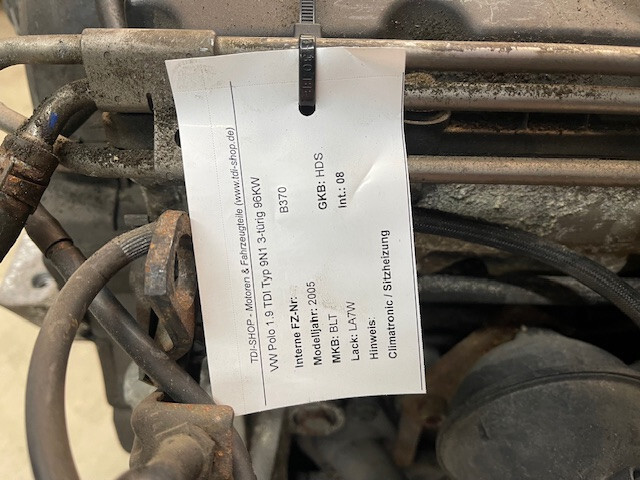 TDI-SHOP - Motoren & Fahrzeugteile (www.tdi-shop.de)
VW Polo 1.9 TDI Typ 9N1 3-türig 96KW
Interne FZ-Nr: B370
Modelljahr: 2005
MKB: BLT GKB: HDS
Lack: LA7W Int.: 08
Hinweis:
Climatronic / Sitzheizung